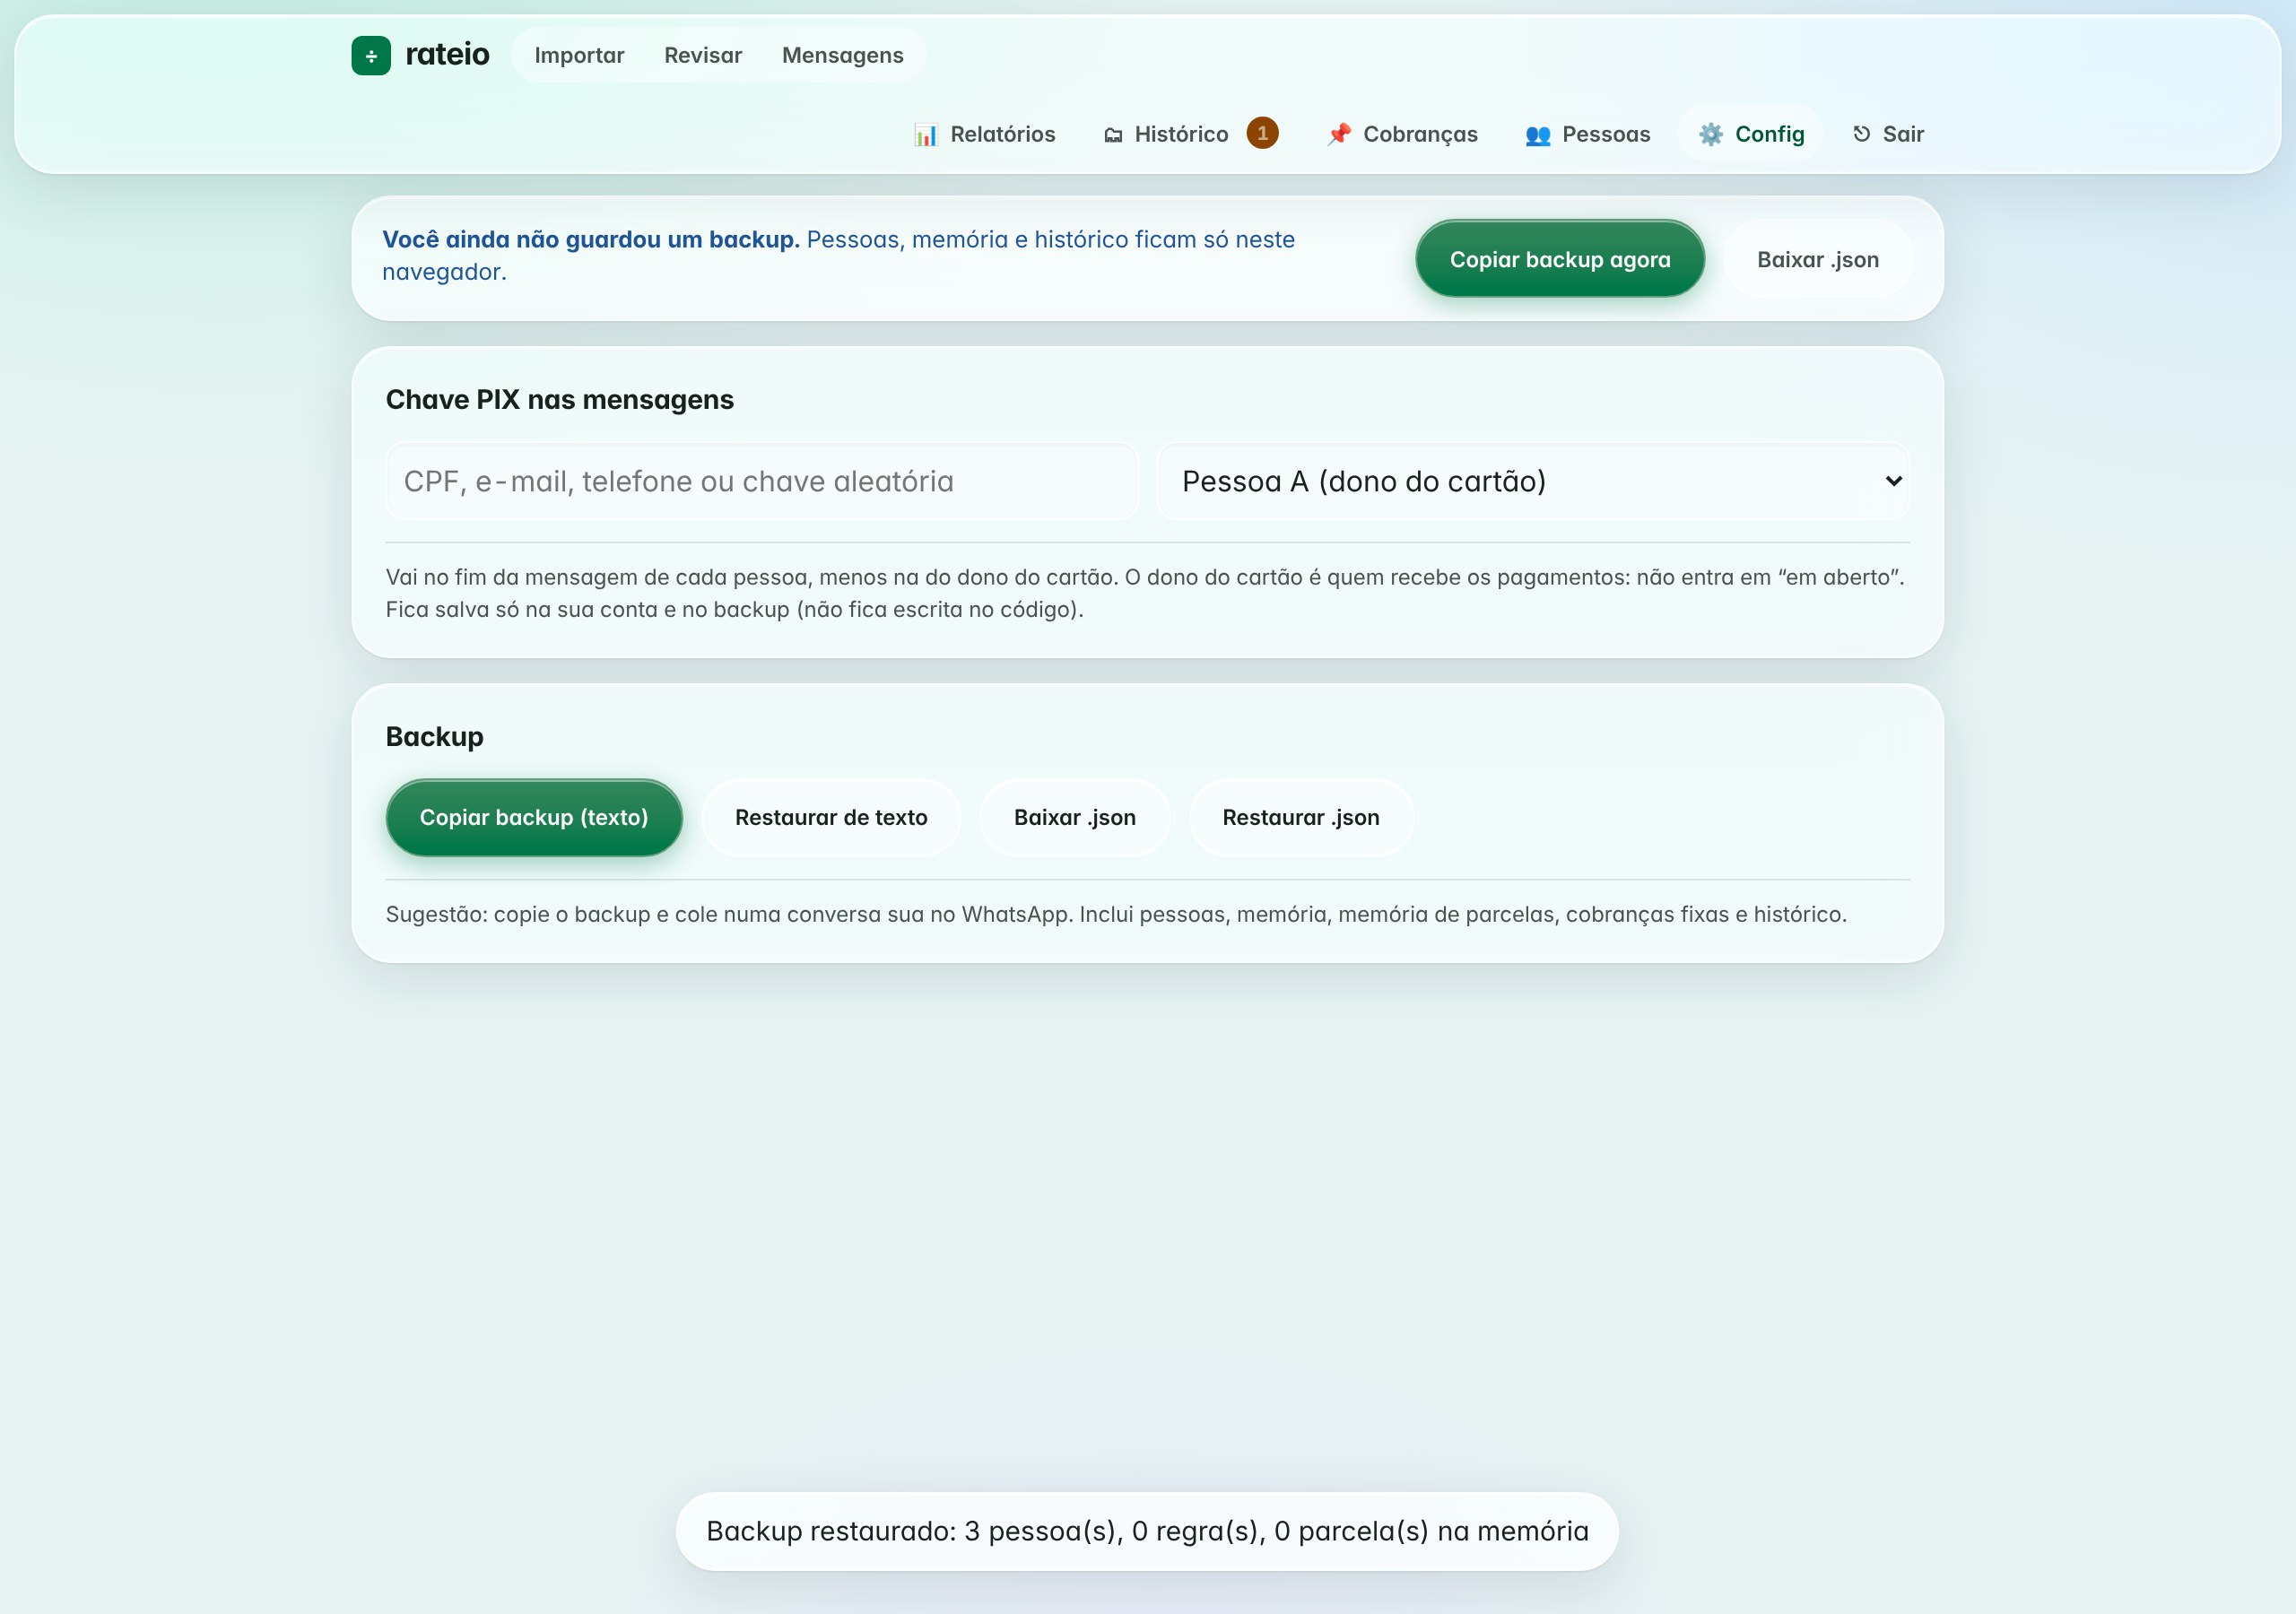 ÷ rateio Importar Revisar Mensagens
Relatórios Histórico 1 Cobranças Pessoas Config Sair
Você ainda não guardou um backup. Pessoas, memória e histórico ficam só neste
navegador.
Copiar backup agora Baixar .json
Chave PIX nas mensagens
CPF, e-mail, telefone ou chave aleatória Pessoa A (dono do cartão)
Vai no fim da mensagem de cada pessoa, menos na do dono do cartão. O dono do cartão é quem recebe os pagamentos: não entra em “em aberto”.
Fica salva só na sua conta e no backup (não fica escrita no código).
Backup
Copiar backup (texto) Restaurar de texto Baixar .json Restaurar .json
Sugestão: copie o backup e cole numa conversa sua no WhatsApp. Inclui pessoas, memória, memória de parcelas, cobranças fixas e histórico.
Backup restaurado: 3 pessoa(s), 0 regra(s), 0 parcela(s) na memória